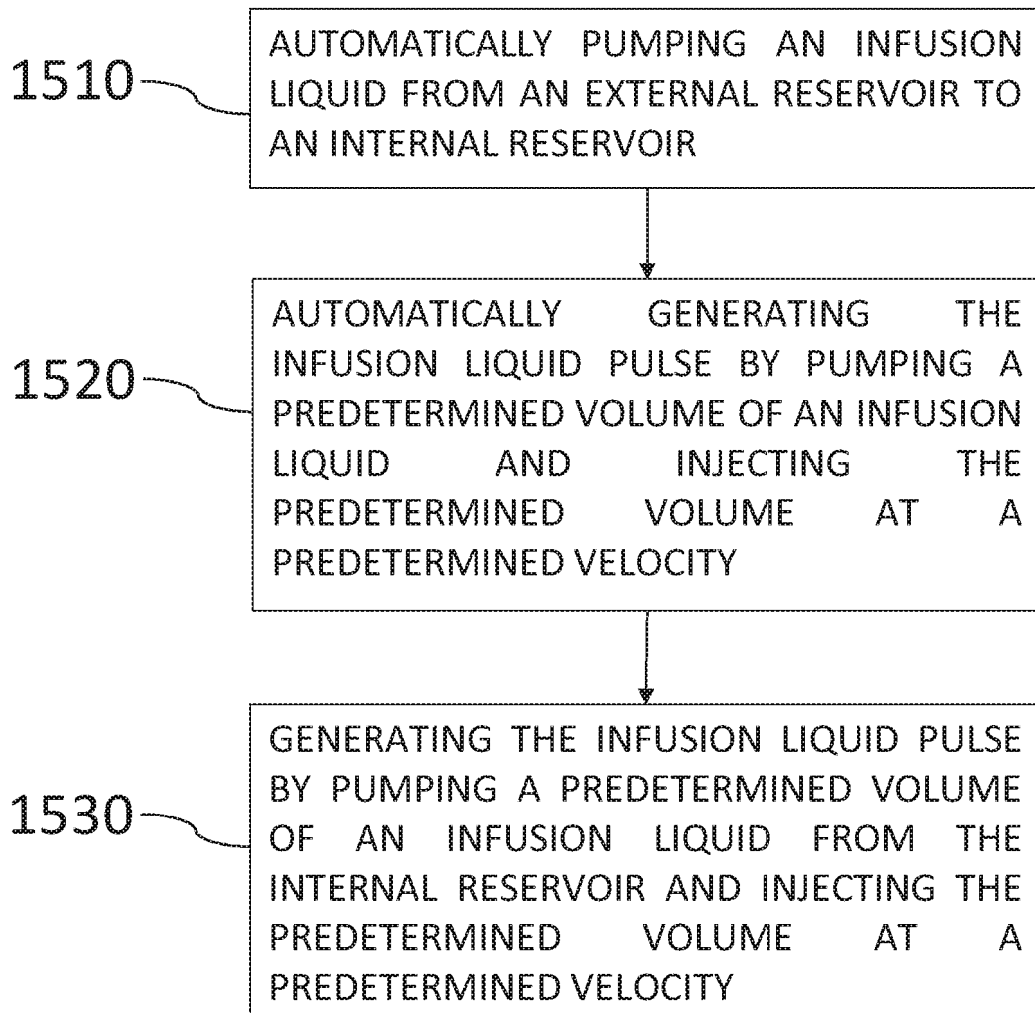 1510
AUTOMATICALLY PUMPING AN INFUSION
LIQUID FROM AN EXTERNAL RESERVOIR TO
AN INTERNAL RESERVOIR
1520
AUTOMATICALLY GENERATING THE
INFUSION LIQUID PULSE BY PUMPING A
PREDETERMINED VOLUME OF AN INFUSION
LIQUID AND INJECTING THE
PREDETERMINED VOLUME AT A
PREDETERMINED VELOCITY
1530
GENERATING THE INFUSION LIQUID PULSE
BY PUMPING A PREDETERMINED VOLUME
OF AN INFUSION LIQUID FROM THE
INTERNAL RESERVOIR AND INJECTING THE
PREDETERMINED VOLUME AT A
PREDETERMINED VELOCITY